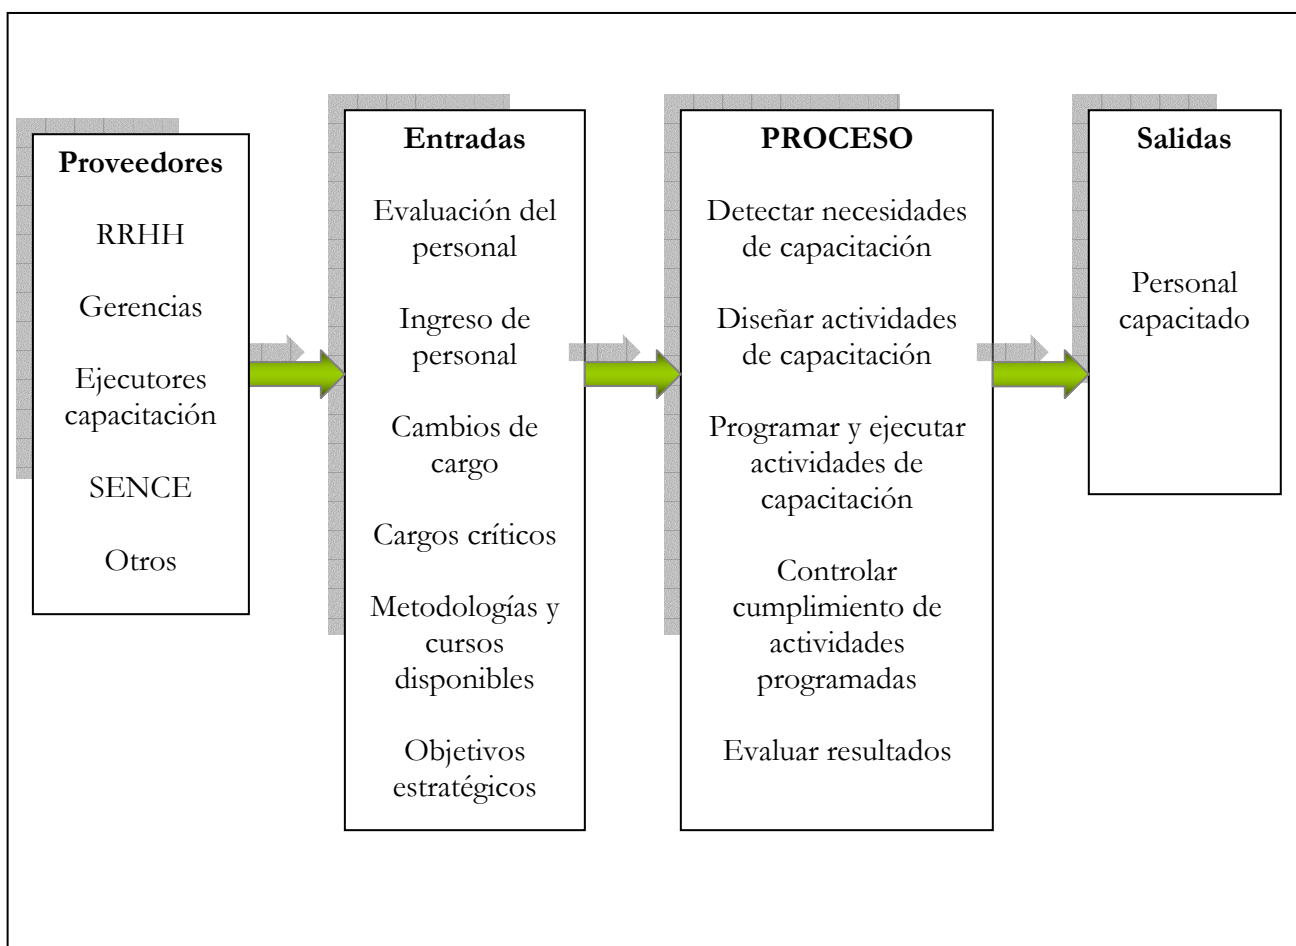 Proveedores
RRHH
Gerencias
Ejecutores
capacitación
SENCE
Otros
Entradas
Evaluación del
personal
Ingreso de
personal
Cambios de
cargo
Cargos críticos
Metodologías y
cursos
disponibles
Objetivos
estratégicos
PROCESO
Detectar necesidades
de capacitación
Diseñar actividades
de capacitación
Programar y ejecutar
actividades de
capacitación
Controlar
cumplimiento de
actividades
programadas
Evaluar resultados
Salidas
Personal
capacitado